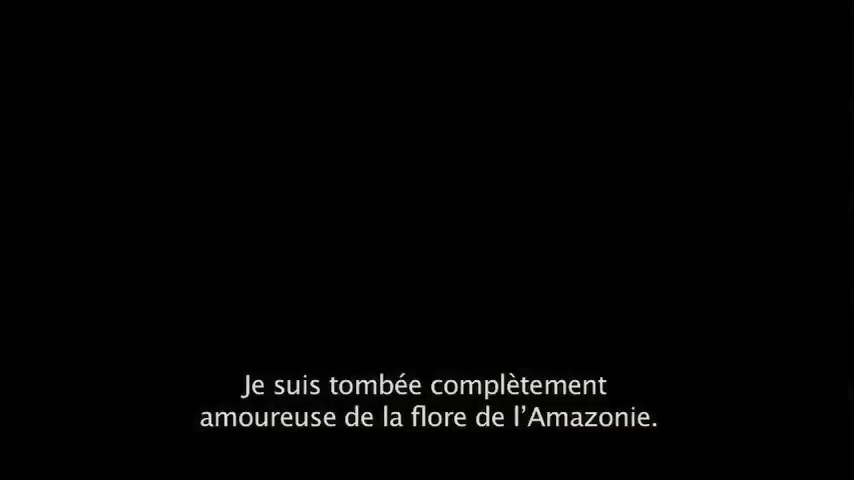 Je suis tombée complètement
amoureuse de la flore de l’Amazonie.